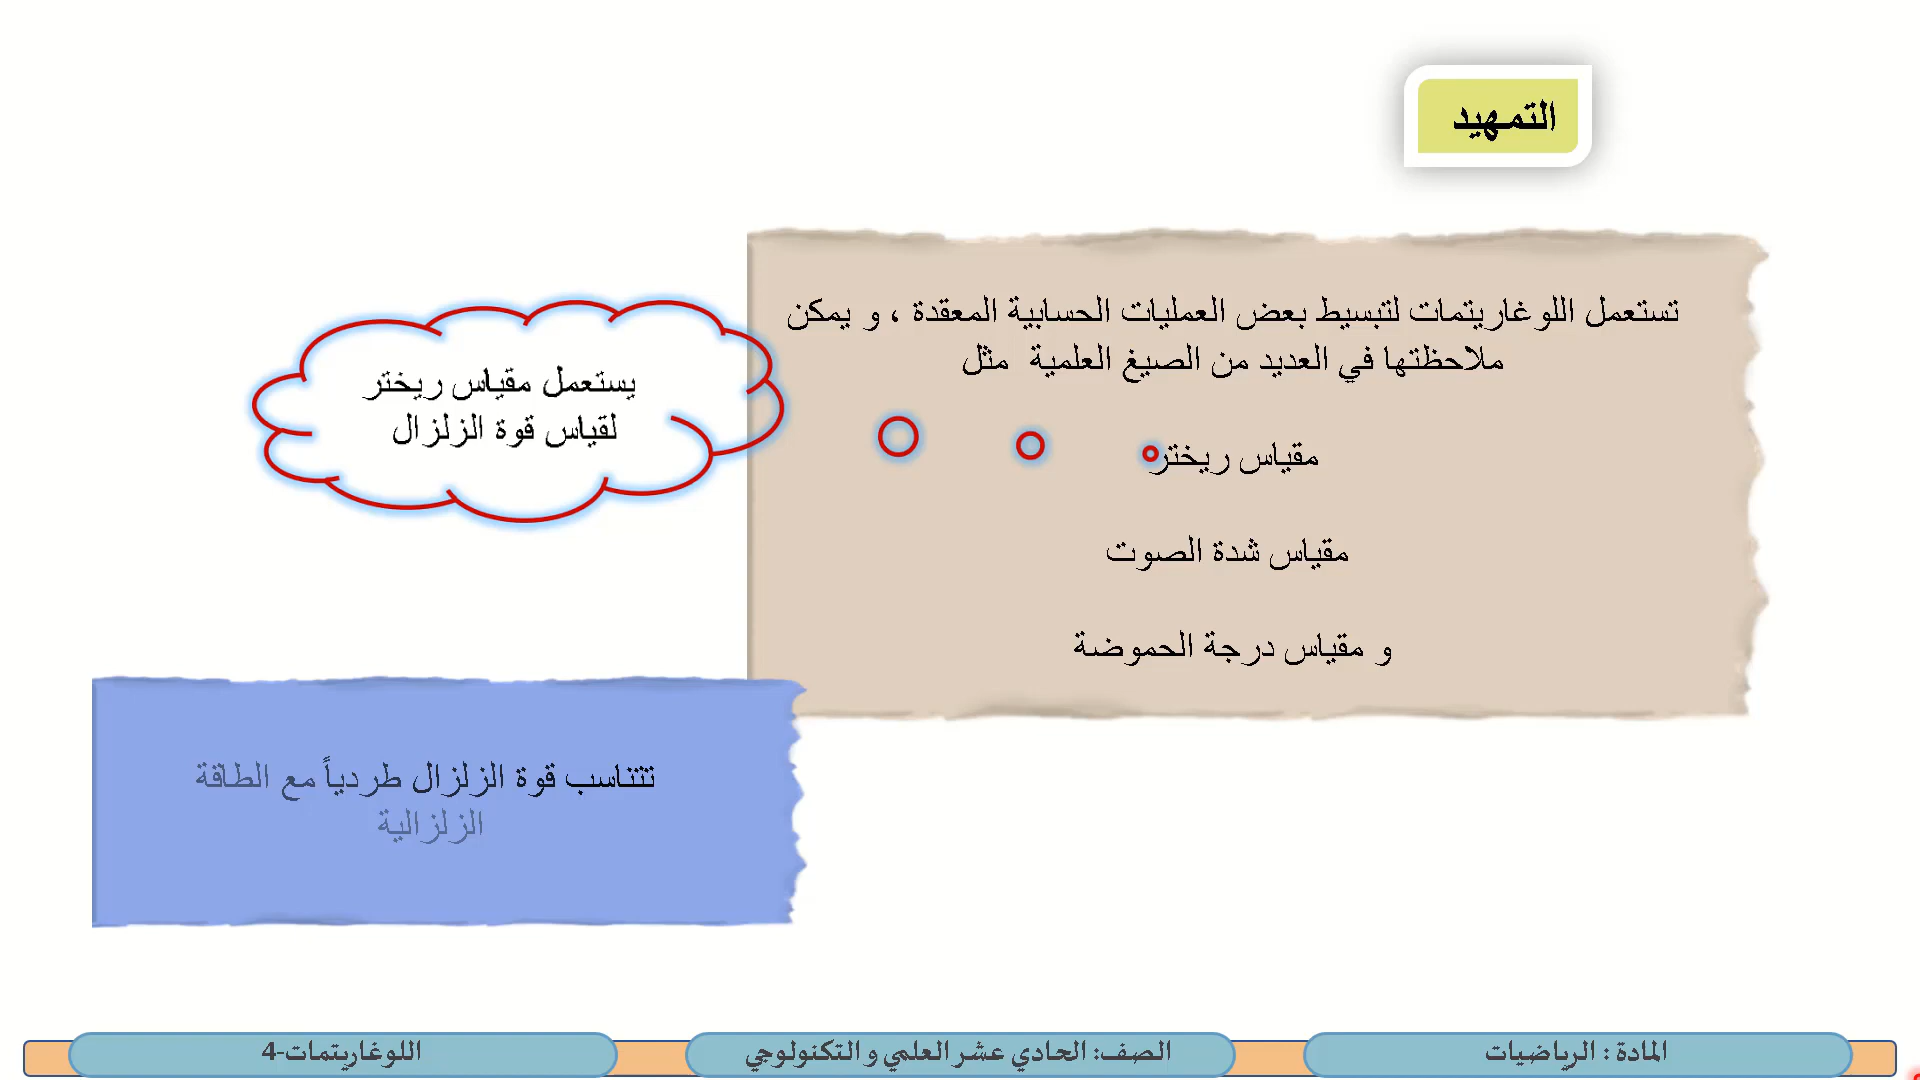 التمهيد
تستعمل اللوغاريتمات لتبسيط بعض العمليات الحسابية المعقدة ، و يمكن
ملاحظتها في العديد من الصيغ العلمية مثل
مقياس ريختر
مقياس شدة الصوت
و مقياس درجة الحموضة
يستعمل مقياس ريختر
لقياس قوة الزلزال
تتناسب قوة الزلزال طردياً مع الطاقة
الزلزالية
المادة : الرياضيات
الصف: الحادي عشر العلمي و التكنولوجي
اللوغاريتمات-4